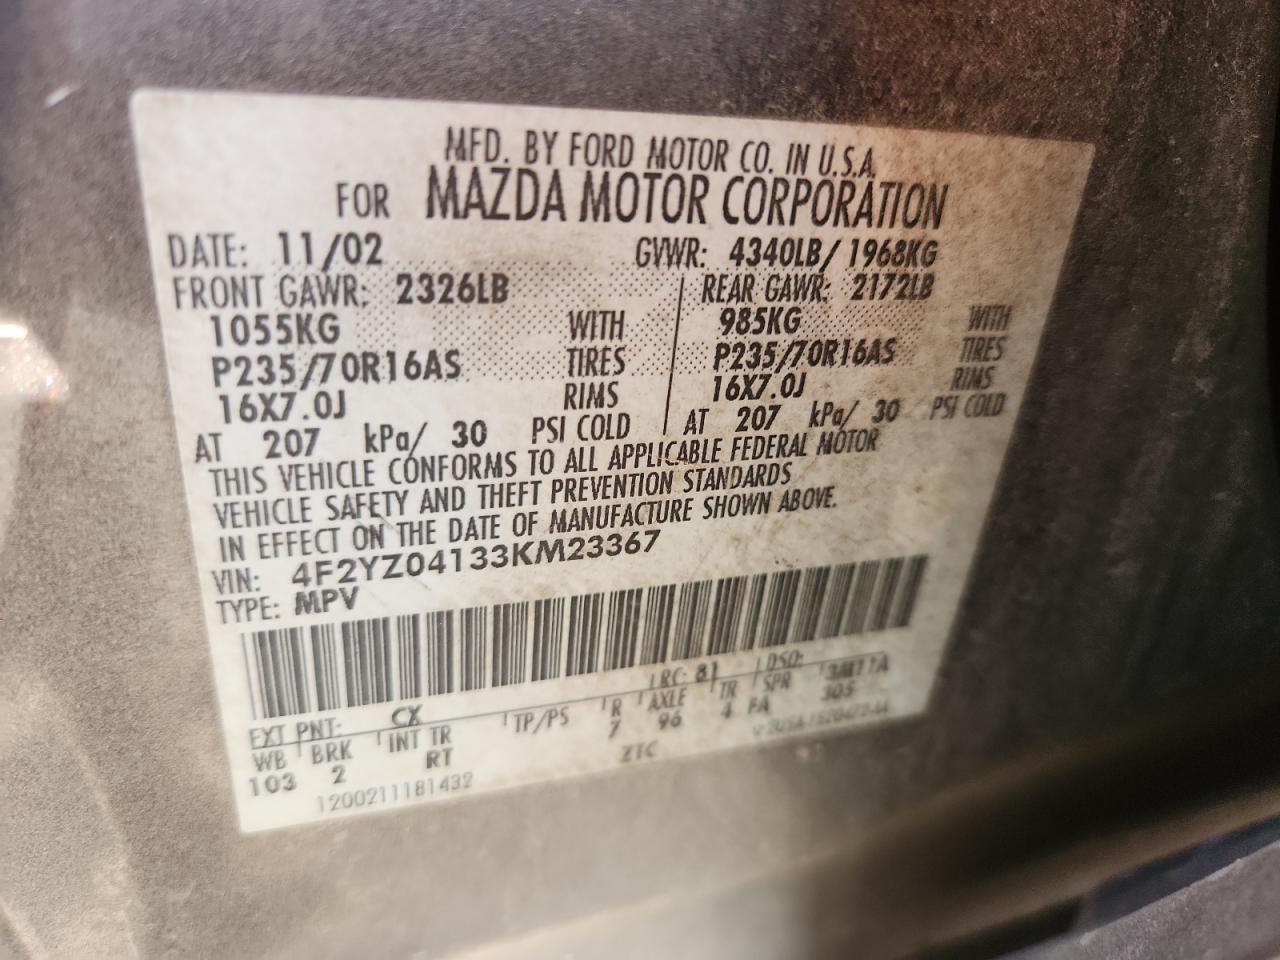 MFD. BY FORD MOTOR CO. IN U.S.A.
FOR MAZDA MOTOR CORPORATION
DATE: 11/02 GVWR: 4340LB/ 1968KG
FRONT GAWR: 2326LB REAR GAWR: 2172LB
1055KG WITH 985KG WITH
P235/70R16AS TIRES P235/70R16AS TIRES
16X7.0J RIMS 16X7.0J RIMS
AT 207 kPa/ 30 PSI COLD AT 207 kPa/ 30 PSI COLD
THIS VEHICLE CONFORMS TO ALL APPLICABLE FEDERAL MOTOR
VEHICLE SAFETY AND THEFT PREVENTION STANDARDS
IN EFFECT ON THE DATE OF MANUFACTURE SHOWN ABOVE.
VIN: 4F2YZ04133KM23367
TYPE: MPV
EXT PNT: CX RC: 81 DSO:
WB BRK INT TR TP/PS R AXLE TR SPR
103 2 RT 7 96 4 FA 305
1200211181432 ZTC